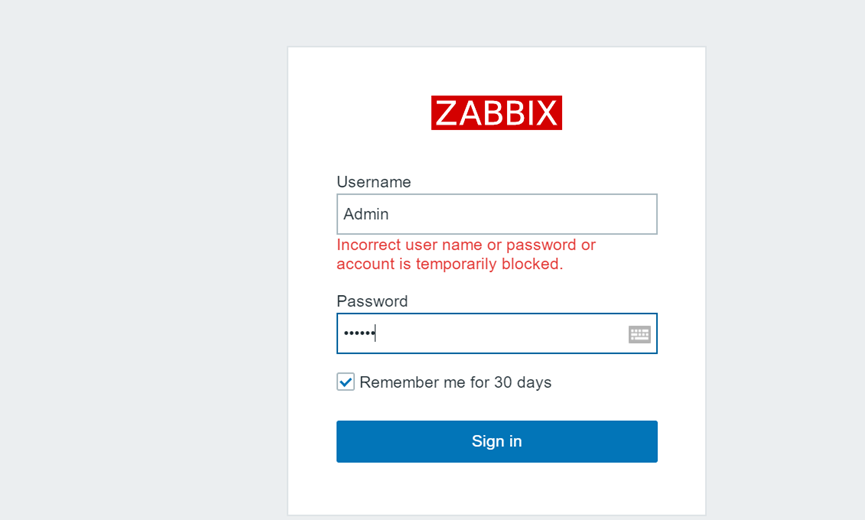 ZABBIX
Username
Admin
Incorrect user name or password or
account is temporarily blocked.
Password
••••••
Remember me for 30 days
Sign in